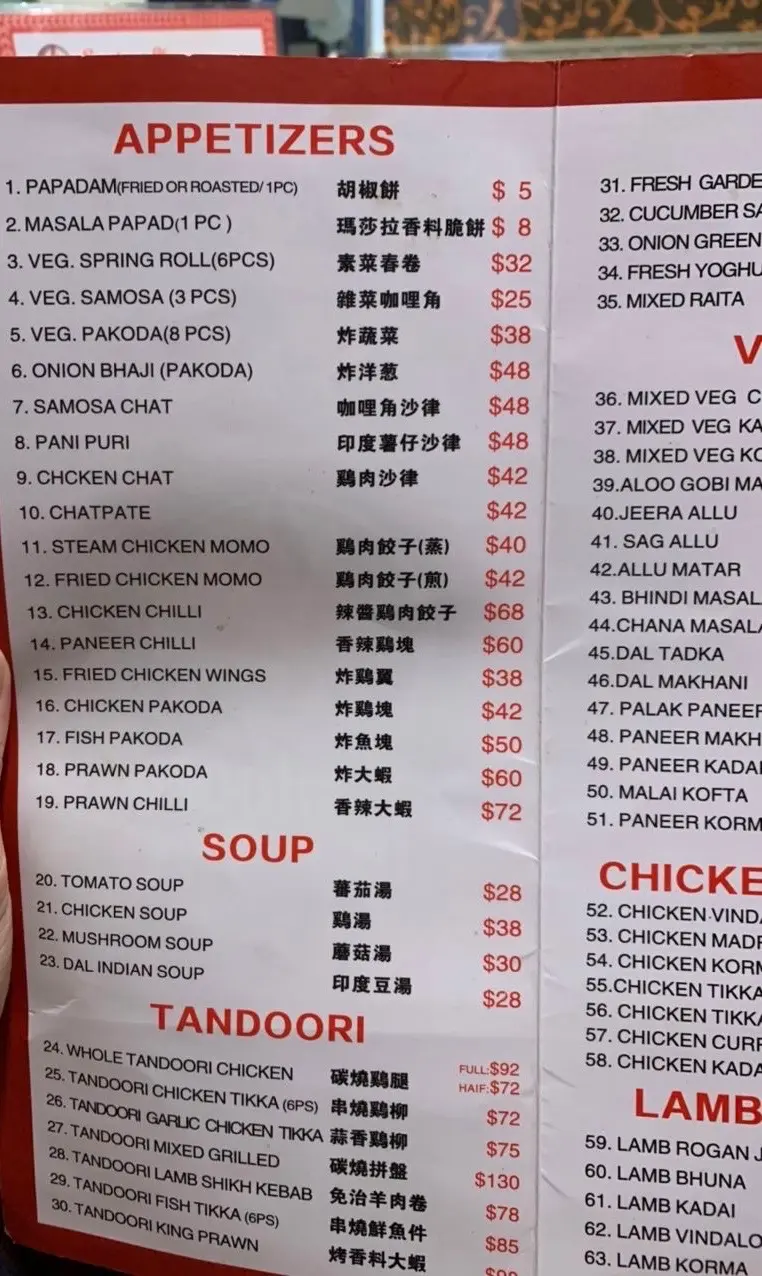 APPETIZERS
1. PAPADAM(FRIED OR ROASTED/1PC) 胡椒餅 $ 5
2. MASALA PAPAD(1 PC ) 瑪莎拉香料脆餅 $ 8
3. VEG. SPRING ROLL(6PCS) 素菜春卷 $32
4. VEG. SAMOSA (3 PCS) 雜菜咖哩角 $25
5. VEG. PAKODA(8 PCS) 炸蔬菜 $38
6. ONION BHAJI (PAKODA) 炸洋葱 $48
7. SAMOSA CHAT 咖哩角沙律 $48
8. PANI PURI 印度薯仔沙律 $48
9. CHCKEN CHAT 鷄肉沙律 $42
10. CHATPATE $42
11. STEAM CHICKEN MOMO 鷄肉餃子(蒸) $40
12. FRIED CHICKEN MOMO 鷄肉餃子(煎) $42
13. CHICKEN CHILLI 辣醬鷄肉餃子 $68
14. PANEER CHILLI 香辣鷄塊 $60
15. FRIED CHICKEN WINGS 炸鷄翼 $38
16. CHICKEN PAKODA 炸鷄塊 $42
17. FISH PAKODA 炸魚塊 $50
18. PRAWN PAKODA 炸大蝦 $60
19. PRAWN CHILLI 香辣大蝦 $72
SOUP
20. TOMATO SOUP 蕃茄湯 $28
21. CHICKEN SOUP 鷄湯 $38
22. MUSHROOM SOUP 蘑菇湯 $30
23. DAL INDIAN SOUP 印度豆湯 $28
TANDOORI
24. WHOLE TANDOORI CHICKEN 碳燒鷄腿 FULL:$92
HAIF:$72
25. TANDOORI CHICKEN TIKKA (6PS) 串燒鷄柳 $72
26. TANDOORI GARLIC CHICKEN TIKKA 蒜香鷄柳 $75
27. TANDOORI MIXED GRILLED 碳燒拼盤 $130
28. TANDOORI LAMB SHIKH KEBAB 免治羊肉卷 $78
29. TANDOORI FISH TIKKA (6PS) 串燒鮮魚件 $85
30. TANDOORI KING PRAWN 烤香料大蝦
31. FRESH GARDE
32. CUCUMBER SA
33. ONION GREEN
34. FRESH YOGHU
35. MIXED RAITA
V
36. MIXED VEG C
37. MIXED VEG KA
38. MIXED VEG KO
39.ALOO GOBI MA
40.JEERA ALLU
41. SAG ALLU
42.ALLU MATAR
43. BHINDI MASAL
44.CHANA MASALA
45.DAL TADKA
46.DAL MAKHANI
47. PALAK PANEER
48. PANEER MAKH
49. PANEER KADAI
50. MALAI KOFTA
51. PANEER KORM
CHICKE
52. CHICKEN VINDA
53. CHICKEN MADR
54. CHICKEN KORM
55.CHICKEN TIKKA
56. CHICKEN TIKKA
57. CHICKEN CURR
58. CHICKEN KADA
LAMB
59. LAMB ROGAN J
60. LAMB BHUNA
61. LAMB KADAI
62. LAMB VINDALO
63. LAMB KORMA